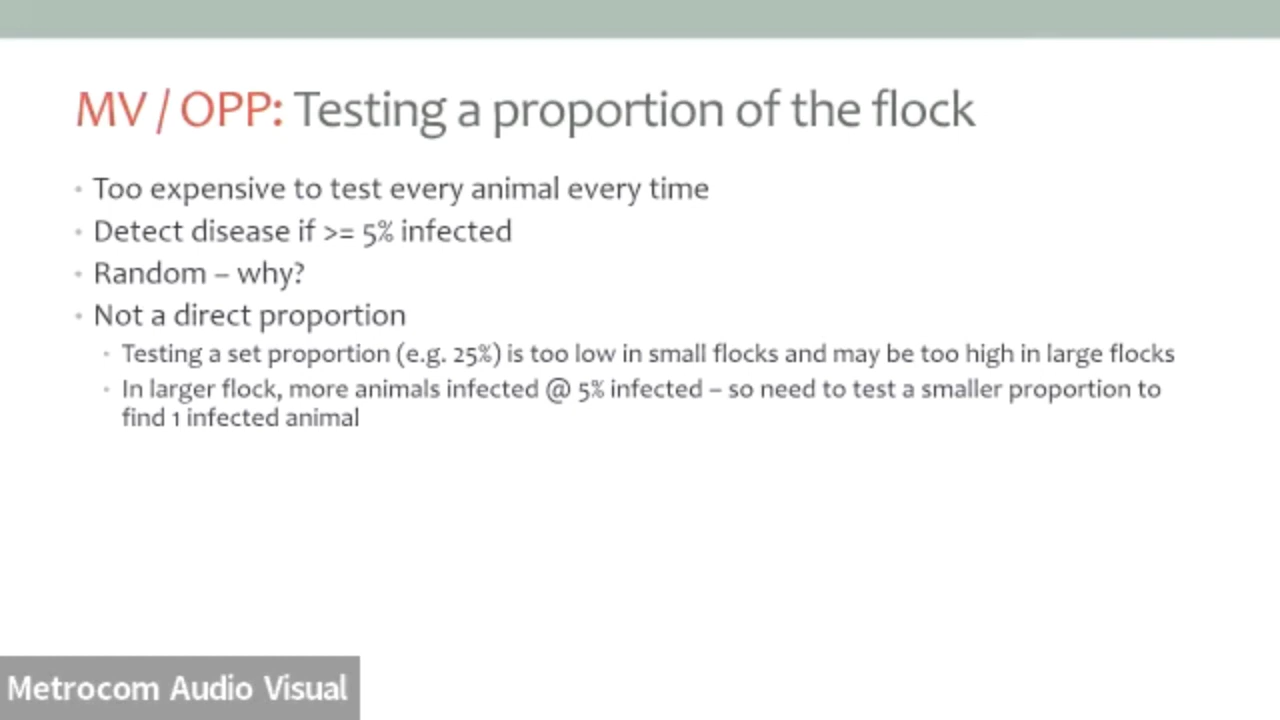 MV / OPP: Testing a proportion of the flock
• Too expensive to test every animal every time
• Detect disease if >= 5% infected
• Random – why?
• Not a direct proportion
• Testing a set proportion (e.g. 25%) is too low in small flocks and may be too high in large flocks
• In larger flock, more animals infected @ 5% infected – so need to test a smaller proportion to
find 1 infected animal
Metrocom Audio Visual